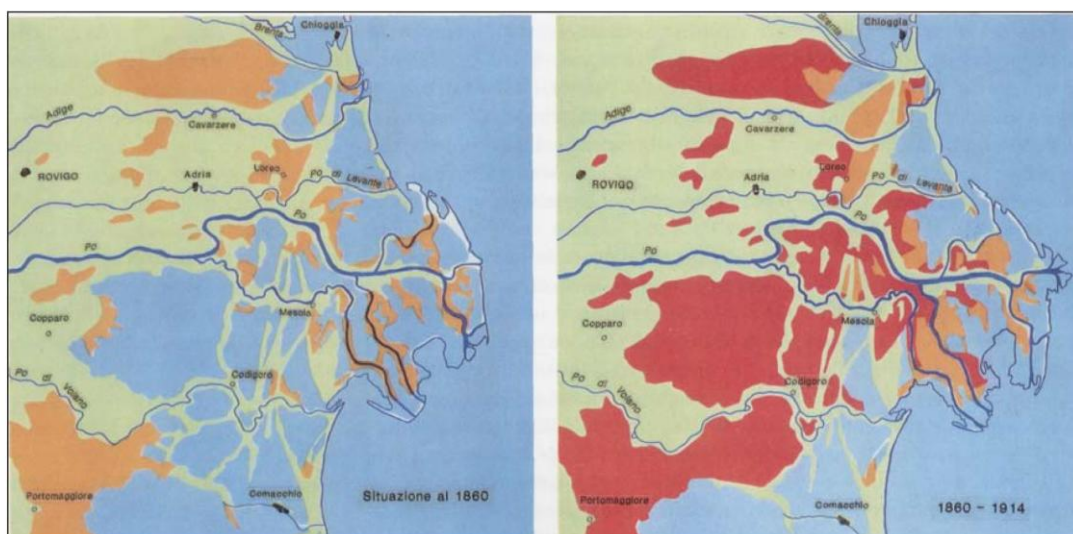 Brenta
Chioggia
Adige
Cavarzere
ROVIGO
Adria
Loreo
Po di Levante
Po
Po
Copparo
Mesola
Codigoro
Po di Volano
Portomaggiore
Comacchio
Situazione al 1860
Brenta
Chioggia
Adige
Cavarzere
ROVIGO
Adria
Loreo
Po di Levante
Po
Po
Copparo
Mesola
Codigoro
Po di Volano
Portomaggiore
Comacchio
1860 - 1914